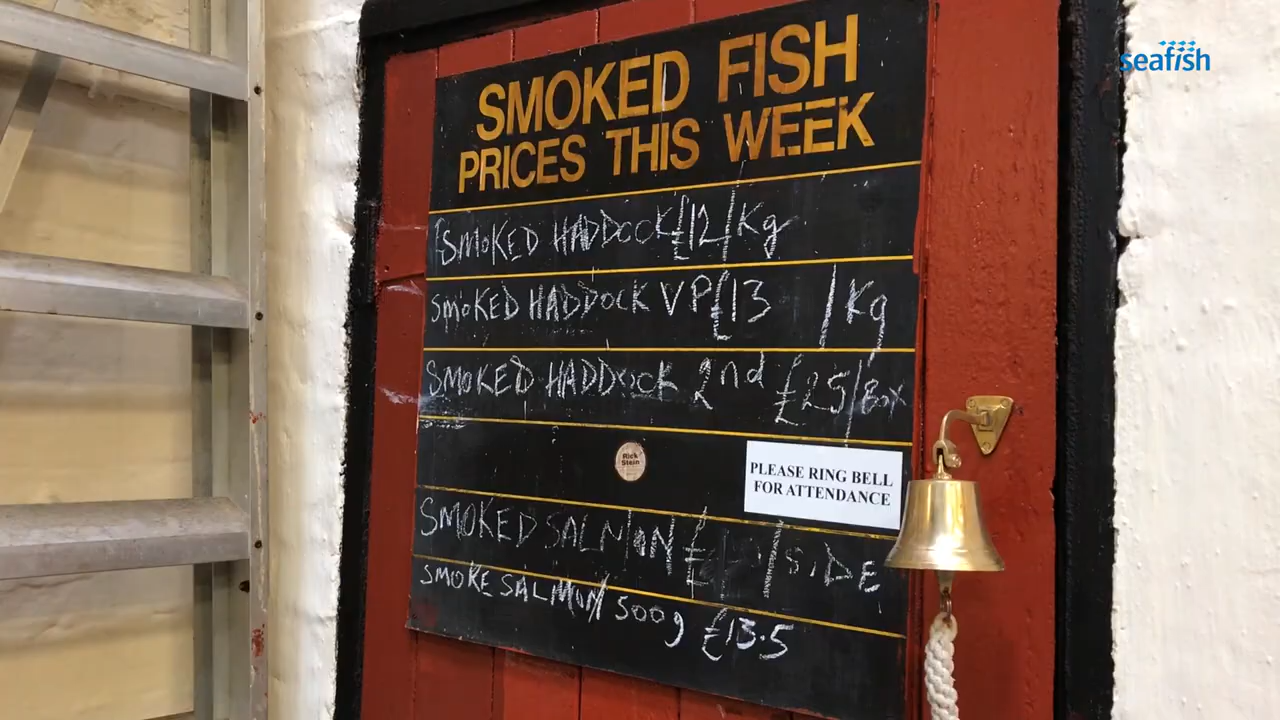 seafish
SMOKED FISH
PRICES THIS WEEK
SMOKED HADDOCK £12/Kg
SMOKED HADDOCK VP £13 /Kg
SMOKED HADDOCK 2nd £25/Box
Rick
Stein
PLEASE RING BELL
FOR ATTENDANCE
SMOKED SALMON £ /SIDE
SMOKE SALMON 500g £13.5